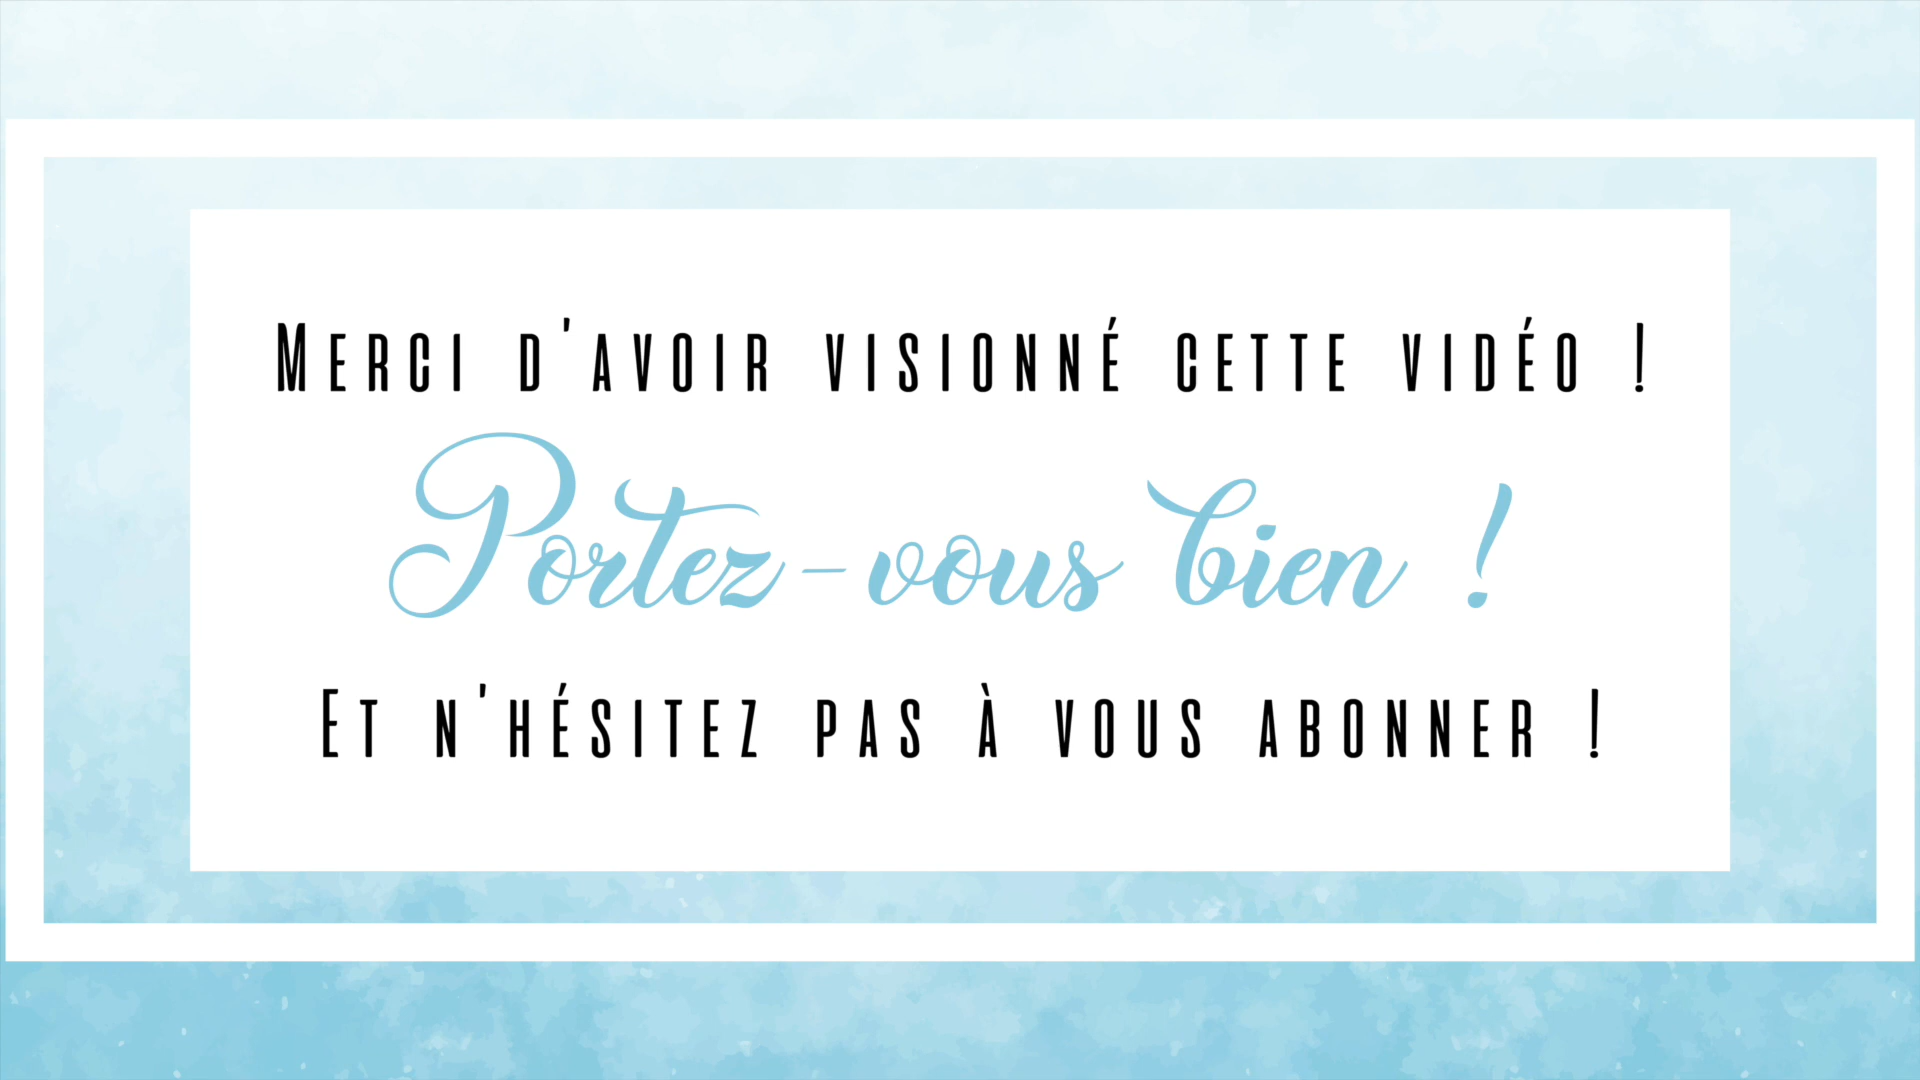 Merci d'avoir visionné cette vidéo !
Portez-vous bien !
Et n'hésitez pas à vous abonner !